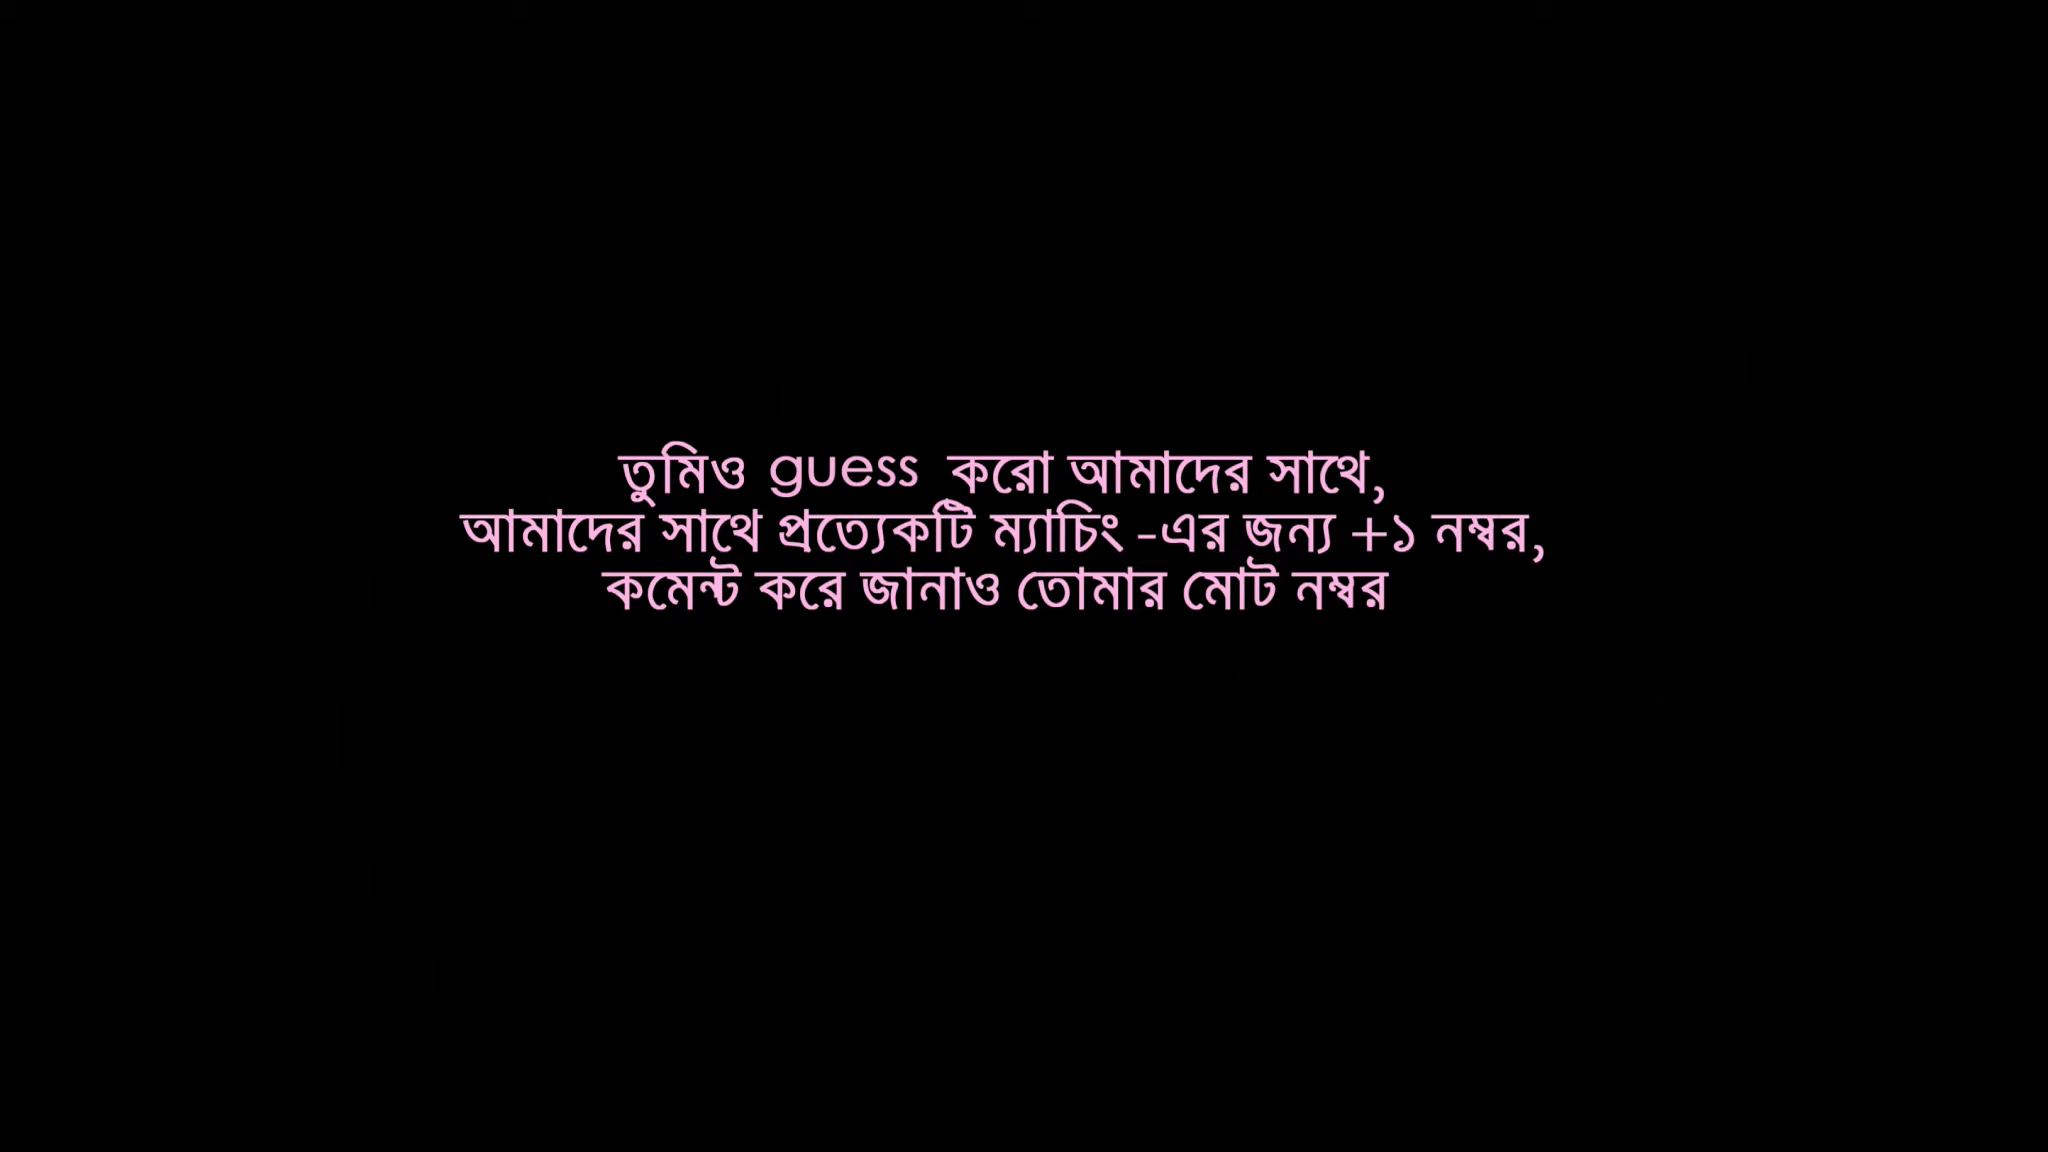 তুমিও guess করো আমাদের সাথে,
আমাদের সাথে প্রত্যেকটি ম্যাচিং -এর জন্য +১ নম্বর,
কমেন্ট করে জানাও তোমার মোট নম্বর